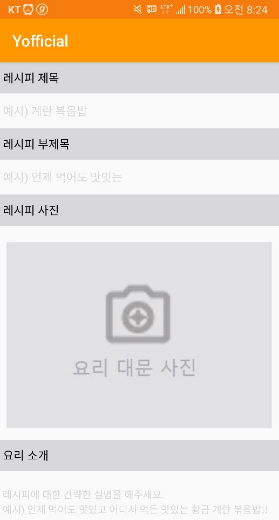 KT 100% 오전 8:24
Yofficial
레시피 제목
예시) 계란 볶음밥
레시피 부제목
예시) 언제 먹어도 맛잇는
레시피 사진
요리 대문 사진
요리 소개
레시피에 대한 간략한 설명을 해주세요.
예시) 언제 먹어도 맛있고 어디서 먹든 맛있는 황금 계란 볶음밥!!